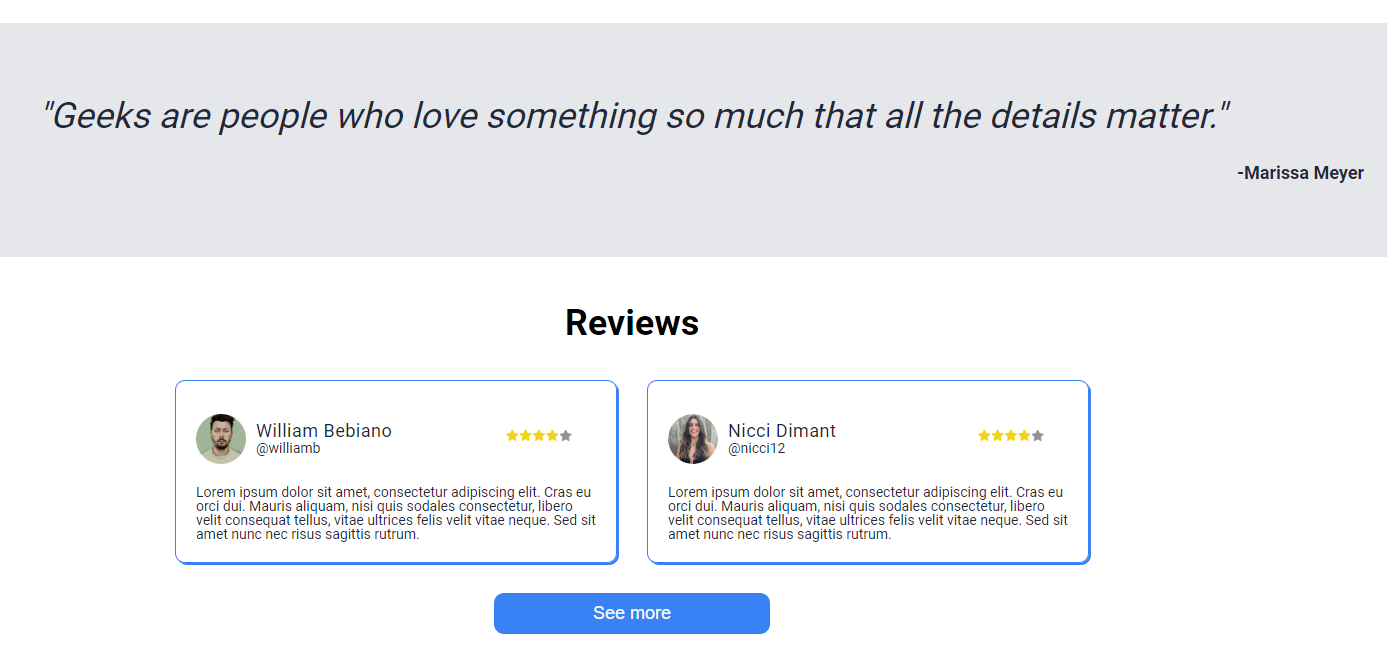 "Geeks are people who love something so much that all the details matter."
-Marissa Meyer
Reviews
William Bebiano
@williamb
Lorem ipsum dolor sit amet, consectetur adipiscing elit. Cras eu
orci dui. Mauris aliquam, nisi quis sodales consectetur, libero
velit consequat tellus, vitae ultrices felis velit vitae neque. Sed sit
amet nunc nec risus sagittis rutrum.
Nicci Dimant
@nicci12
Lorem ipsum dolor sit amet, consectetur adipiscing elit. Cras eu
orci dui. Mauris aliquam, nisi quis sodales consectetur, libero
velit consequat tellus, vitae ultrices felis velit vitae neque. Sed sit
amet nunc nec risus sagittis rutrum.
See more